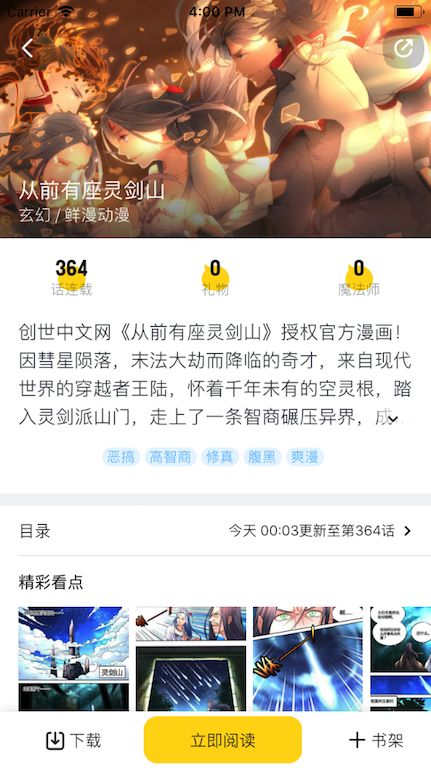 Carrier 4:00 PM
从前有座灵剑山
玄幻 / 鲜漫动漫
364 0 0
话连载 礼物 魔法师
创世中文网《从前有座灵剑山》授权官方漫画！
因彗星陨落，末法大劫而降临的奇才，来自现代
世界的穿越者王陆，怀着千年未有的空灵根，踏
入灵剑派山门，走上了一条智商碾压异界，成…
恶搞 高智商 修真 腹黑 爽漫
目录 今天 00:03更新至第364话
精彩看点
灵剑山
啊……
下载 立即阅读 书架